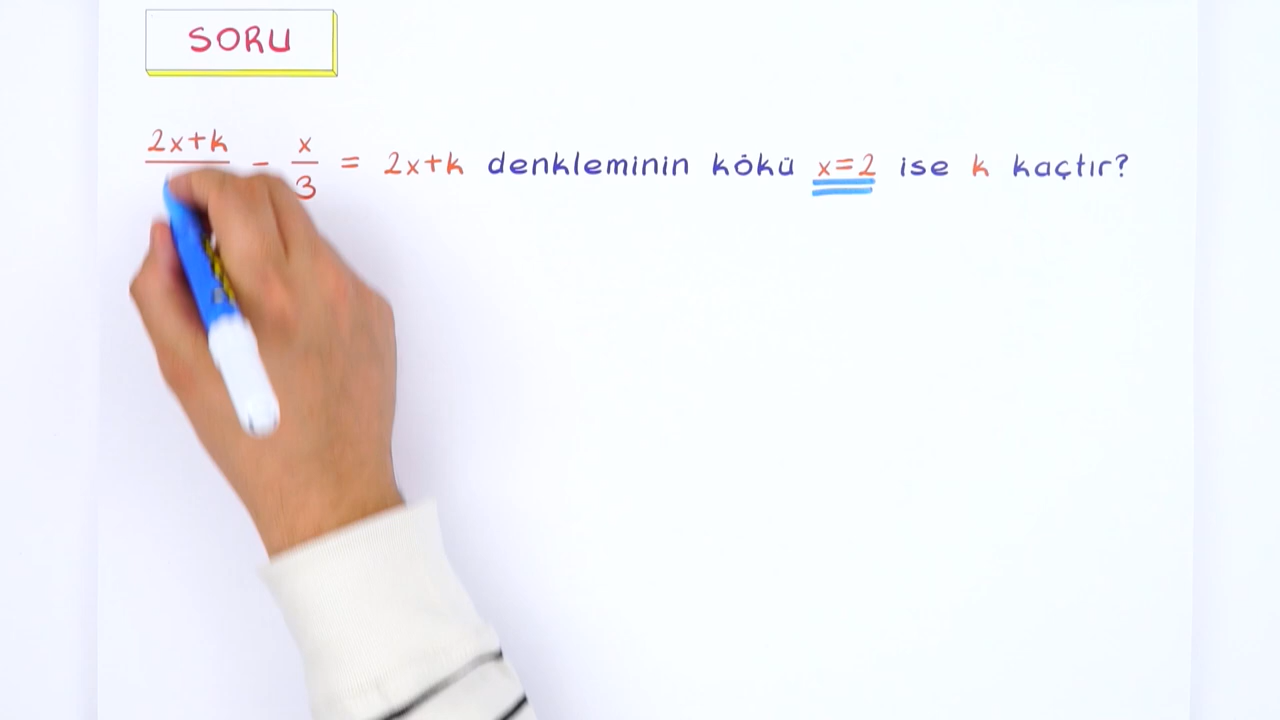 SORU
2x+k / - x/3 = 2x+k denkleminin kökü x=2 ise k kaçtır?